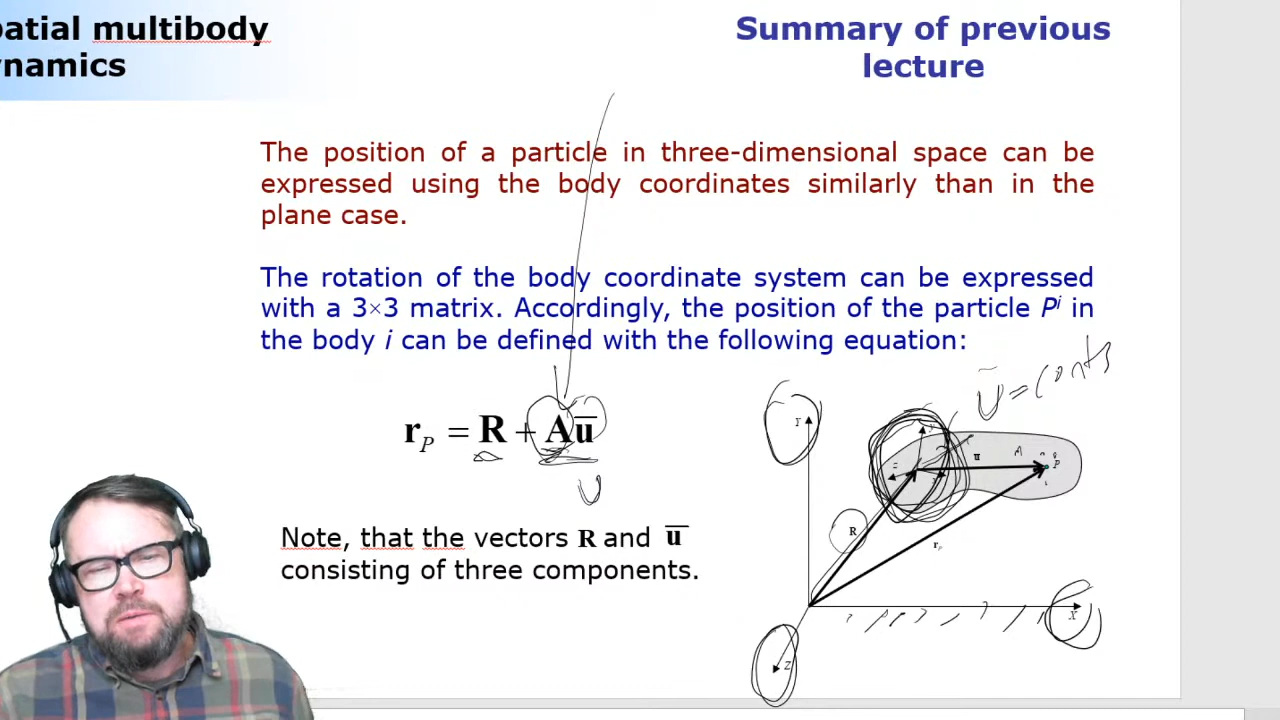 patial multibody
ynamics
Summary of previous
lecture
The position of a particle in three-dimensional space can be
expressed using the body coordinates similarly than in the
plane case.
The rotation of the body coordinate system can be expressed
with a 3×3 matrix. Accordingly, the position of the particle Pⁱ in
the body i can be defined with the following equation:
r_P = R + Aū
U
Note, that the vectors R and ū
consisting of three components.
Ū =
Y
y
z
u
A
P
R
r_P
X
Z